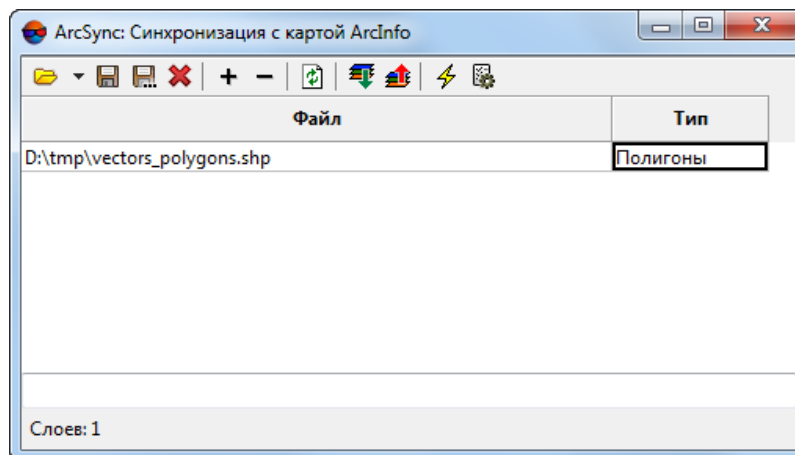 ArcSync: Синхронизация с картой ArcInfo
Файл Тип
D:\tmp\vectors_polygons.shp Полигоны
Слоев: 1